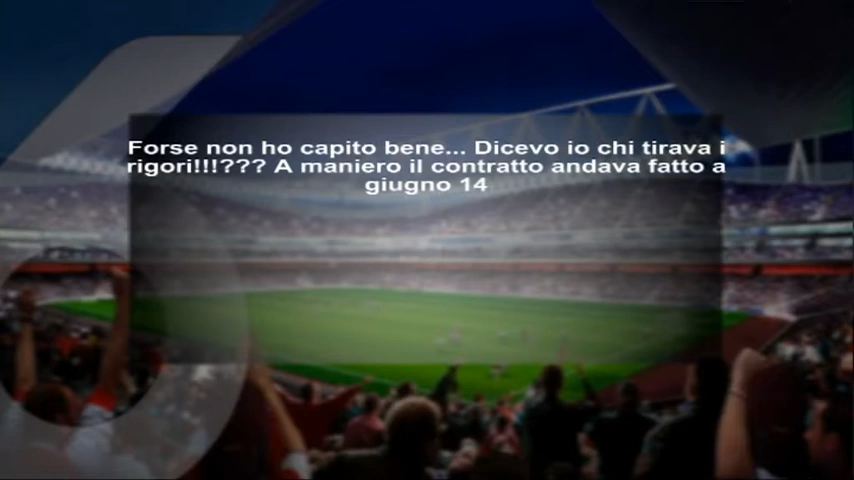 Forse non ho capito bene... Dicevo io chi tirava i
rigori!!!??? A maniero il contratto andava fatto a
giugno 14